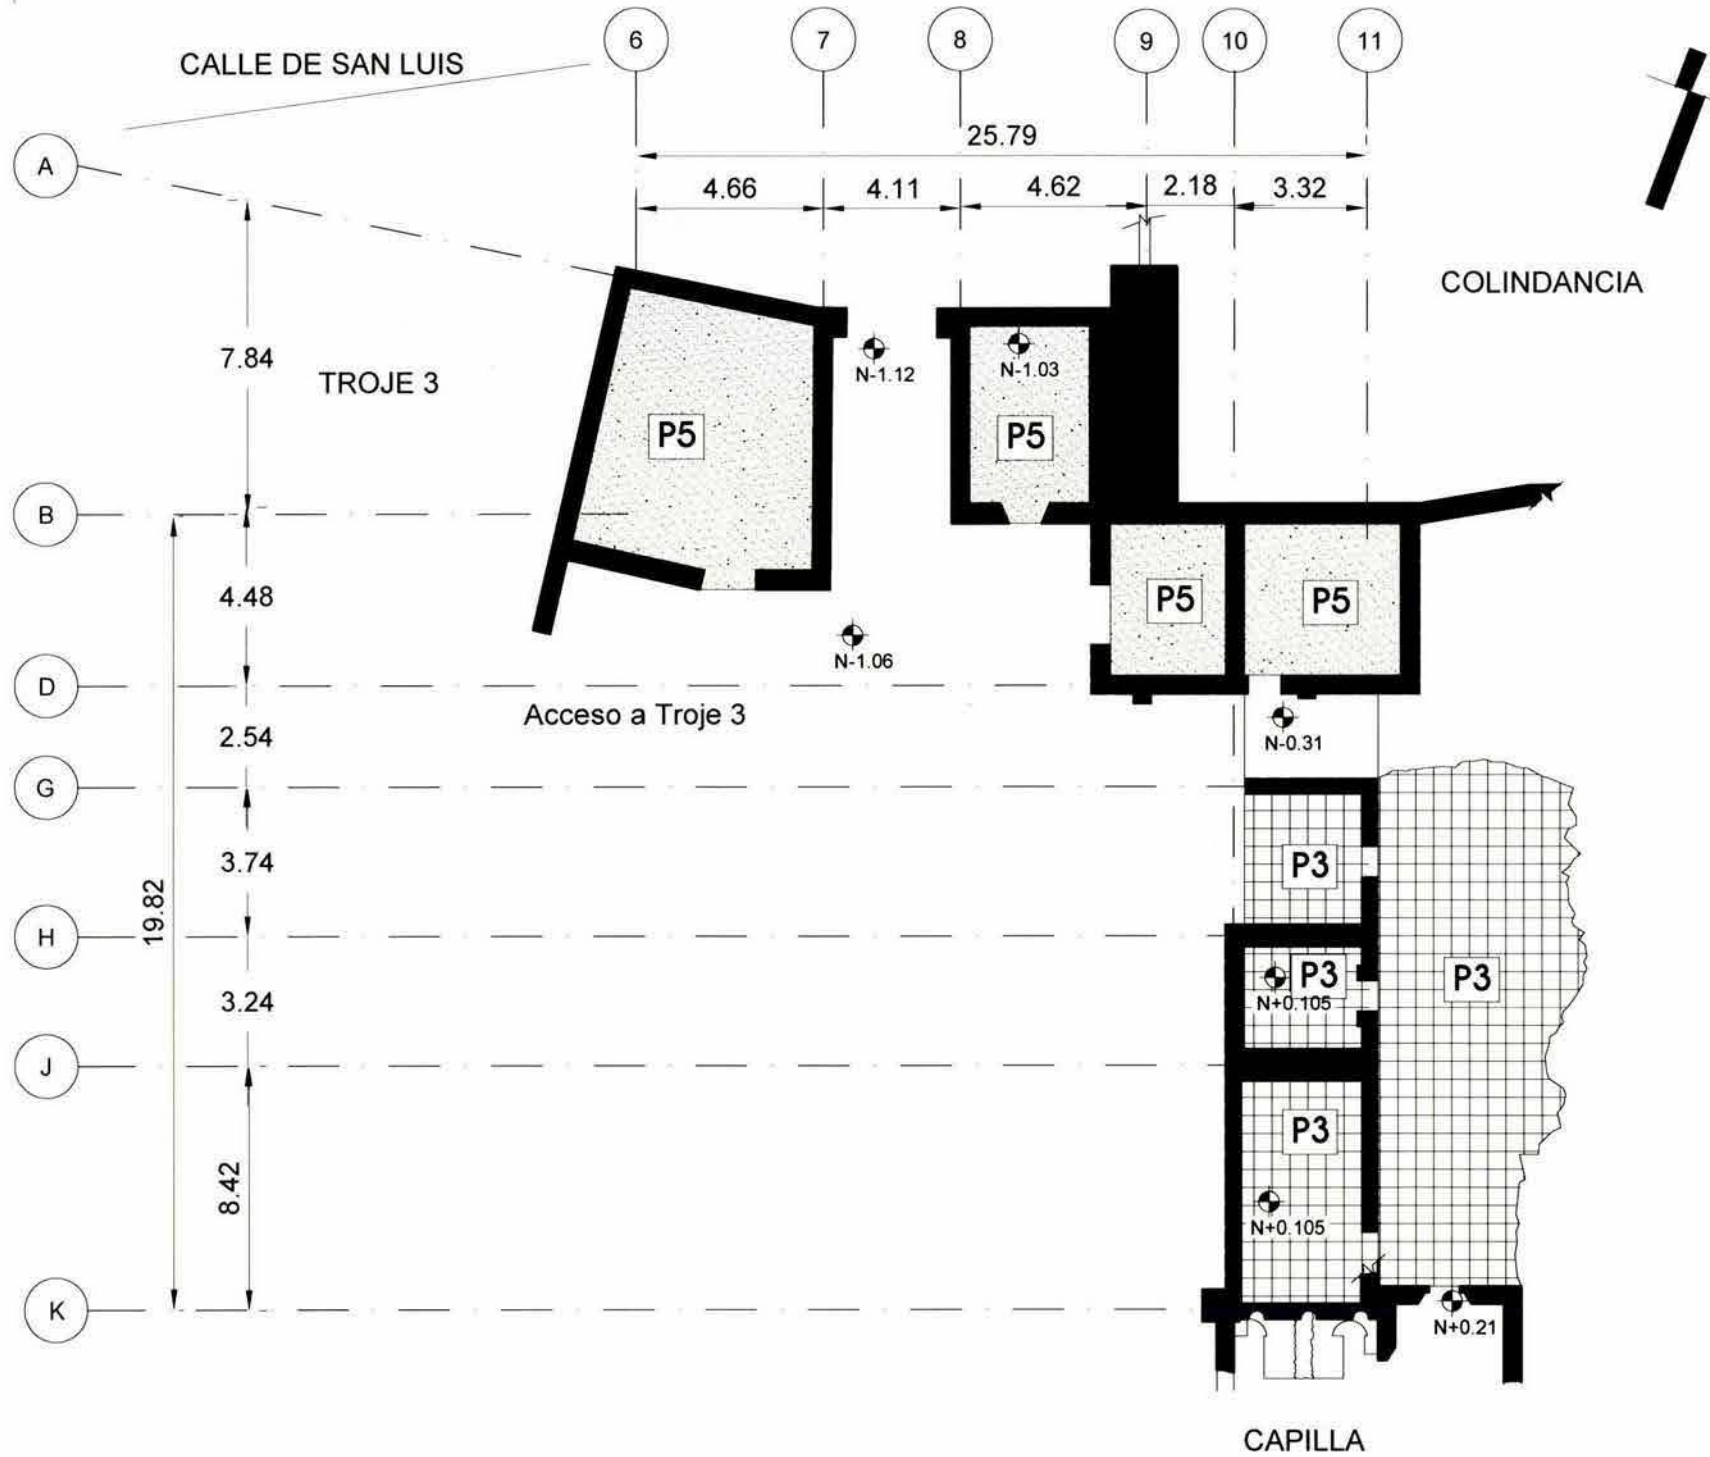 6
7
8
9
10
11
CALLE DE SAN LUIS
25.79
A
4.66
4.11
4.62
2.18
3.32
COLINDANCIA
7.84
TROJE 3
N-1.12
N-1.03
P5
P5
B
4.48
P5
P5
N-1.06
D
Acceso a Troje 3
2.54
N-0.31
G
3.74
P3
19.82
H
P3
P3
3.24
N+0.105
J
P3
8.42
N+0.105
K
N+0.21
CAPILLA